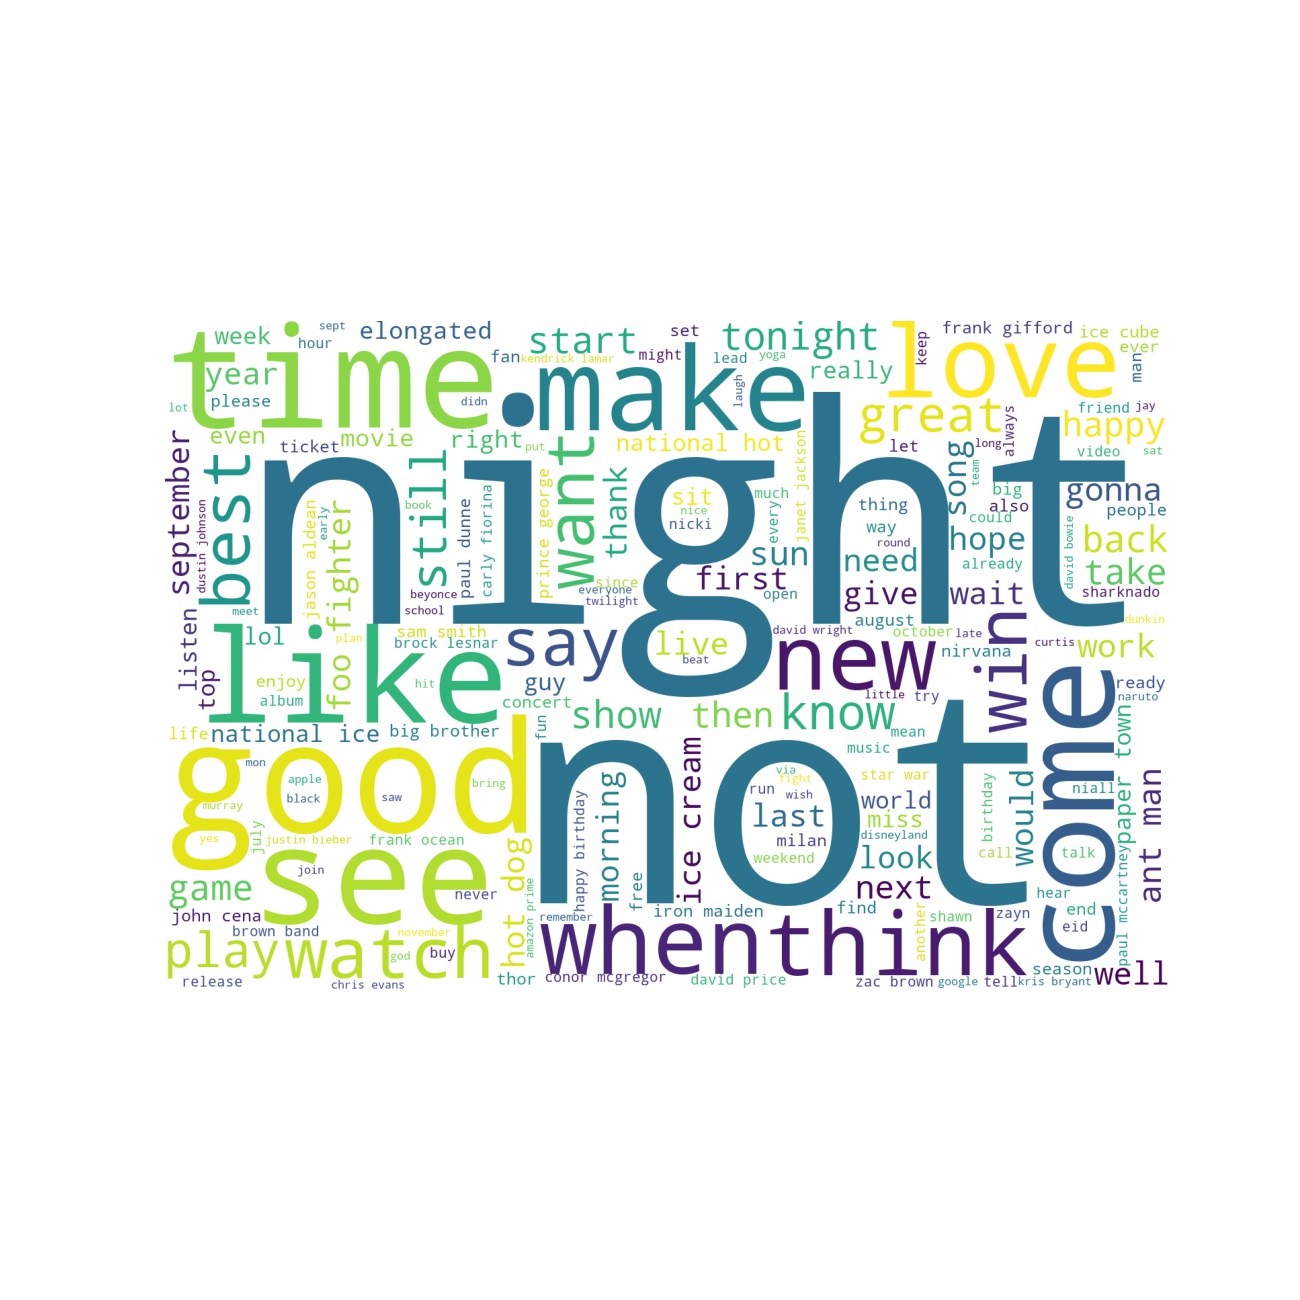 week
hour
sept
elongated
start
set
tonight
frank gifford
ice cube
time
year
please
lot
fan
kendrick lamar
might
make
lead
yoga
laugh
really
love
keep
ever
man
didn
great
friend
jay
happy
september
even
ticket
movie
right
put
want
national hot
janet jackson
let
song
team
long
always
video
sat
best
night
dustin johnson
jason aldean
early
foo fighter
book
still
paul dunne
carly fiorina
prince george
thank
sit
nice
nicki
much
every
sun
thing
way
round
need
big
also
could
hope
already
david bowie
gonna
people
back
take
sharknado
meet
beyonce
school
since
everyone
twilight
first
open
give
wait
august
dunkin
listen
top
lol
like
plan
sam smith
brock lesnar
say
live
beat
david wright
new
october
late
nirvana
win
curtis
work
enjoy
album
hit
guy
concert
little
try
come
ready
naruto
life
national ice
big brother
fun
show
then
know
mean
music
paper town
good
mon
apple
black
saw
bring
murray
yes
july
justin bieber
frank ocean
happy birthday
morning
ice cream
not
via
fight
run
wish
last
milan
weekend
star war
world
miss
disneyland
look
birthday
call
would
niall
talk
ant man
see
game
join
never
hot dog
amazon prime
free
next
hear
paul mccartney
john cena
brown band
november
god
buy
play
watch
remember
iron maiden
find
when
think
another
shawn
zayn
end
eid
season
well
release
chris evans
thor
conor mcgregor
david price
zac brown
google
tell
kris bryant